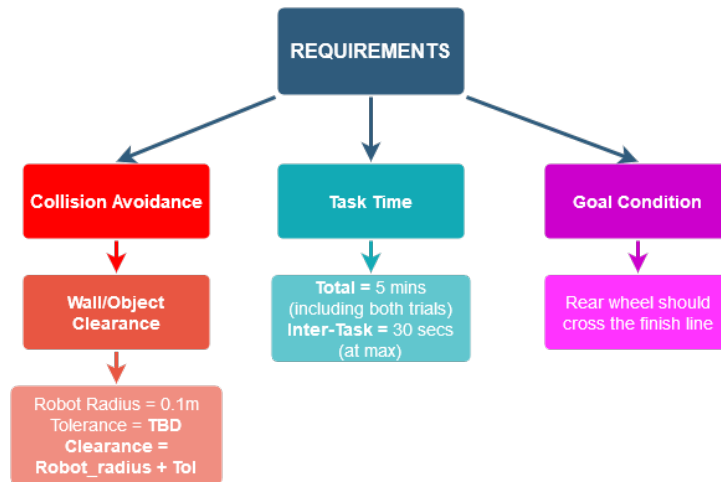 REQUIREMENTS
Collision Avoidance
Task Time
Goal Condition
Wall/Object
Clearance
Total = 5 mins
(including both trials)
Inter-Task = 30 secs
(at max)
Rear wheel should
cross the finish line
Robot Radius = 0.1m
Tolerance = TBD
Clearance =
Robot_radius + Tol